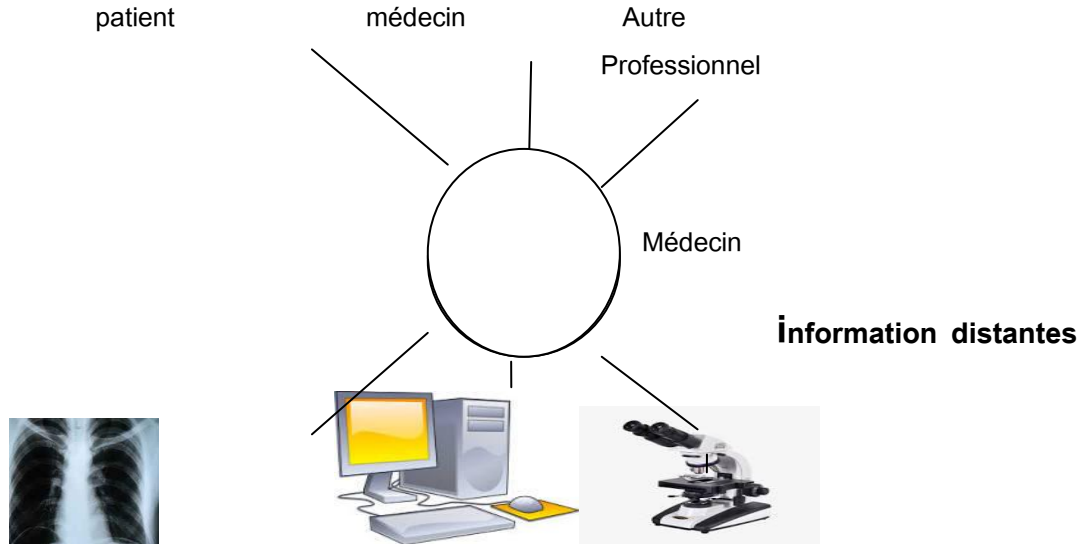 patient médecin Autre
Professionnel
Médecin
information distantes